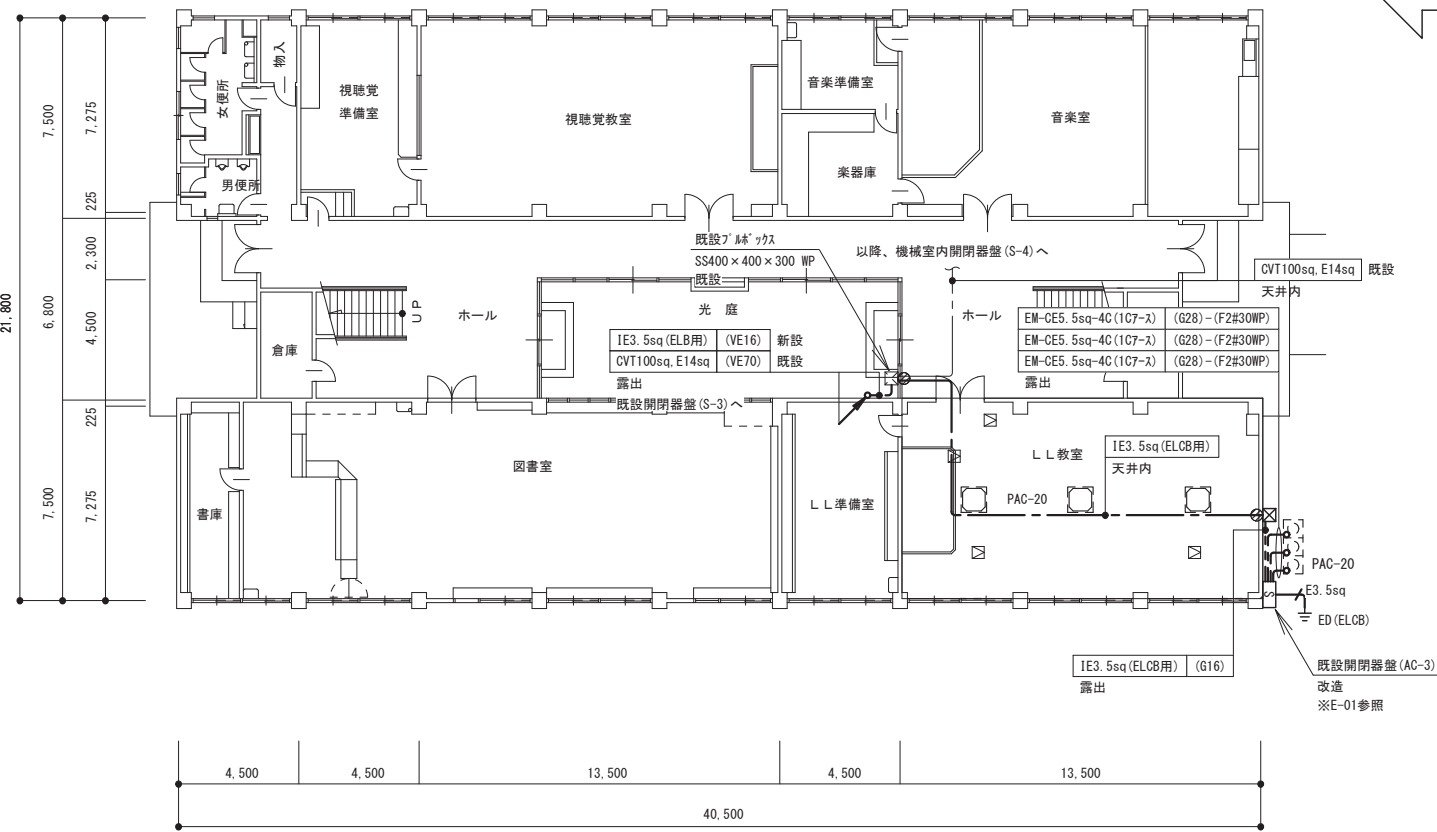 物入
女便所
男便所
視聴覚
準備室
視聴覚教室
音楽準備室
楽器庫
音楽室
7,500
7,275
225
2,300
21,800
6,800
4,500
225
7,500
7,275
既設プルボックス
SS400×400×300 WP
既設
以降、機械室内開閉器盤(S-4)へ
CVT100sq,E14sq 既設
天井内
UP
ホール
光 庭
ホール
倉庫
IE3.5sq(ELB用) (VE16) 新設
CVT100sq,E14sq (VE70) 既設
露出
既設開閉器盤(S-3)へ
EM-CE5.5sq-4C(1Cアース) (G28)-(F2#30WP)
EM-CE5.5sq-4C(1Cアース) (G28)-(F2#30WP)
EM-CE5.5sq-4C(1Cアース) (G28)-(F2#30WP)
露出
書庫
図書室
LL準備室
LL教室
IE3.5sq(ELCB用)
天井内
PAC-20
PAC-20
S
E3.5sq
ED(ELCB)
IE3.5sq(ELCB用) (G16)
露出
既設開閉器盤(AC-3)
改造
※E-01参照
4,500
4,500
13,500
4,500
13,500
40,500